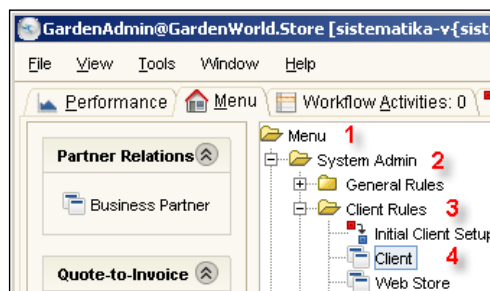 GardenAdmin@GardenWorld.Store [sistematika-v{sist
File View Tools Window Help
Performance Menu Workflow Activities: 0
Partner Relations
Business Partner
Quote-to-Invoice
Menu 1
System Admin 2
General Rules
Client Rules 3
Initial Client Setup
Client 4
Web Store